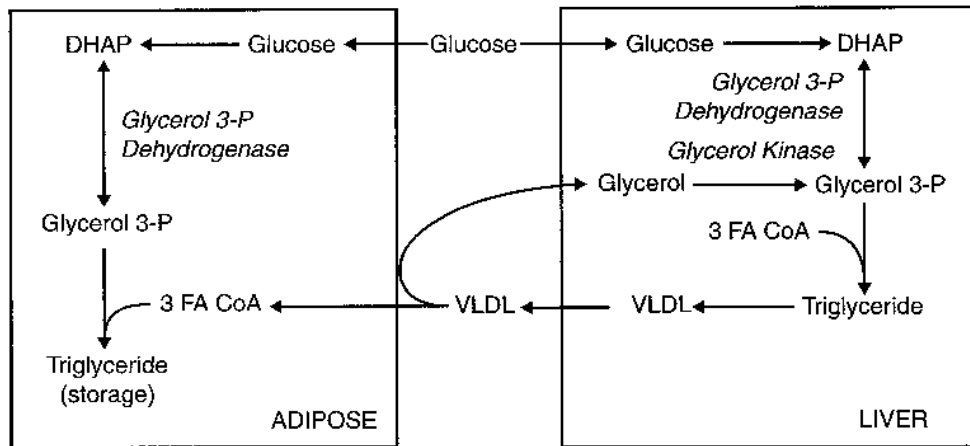 DHAP
Glucose
Glucose
Glucose
DHAP
Glycerol 3-P
Dehydrogenase
Glycerol 3-P
Dehydrogenase
Glycerol Kinase
Glycerol
Glycerol 3-P
Glycerol 3-P
3 FA CoA
3 FA CoA
VLDL
VLDL
Triglyceride
Triglyceride
(storage)
ADIPOSE
LIVER